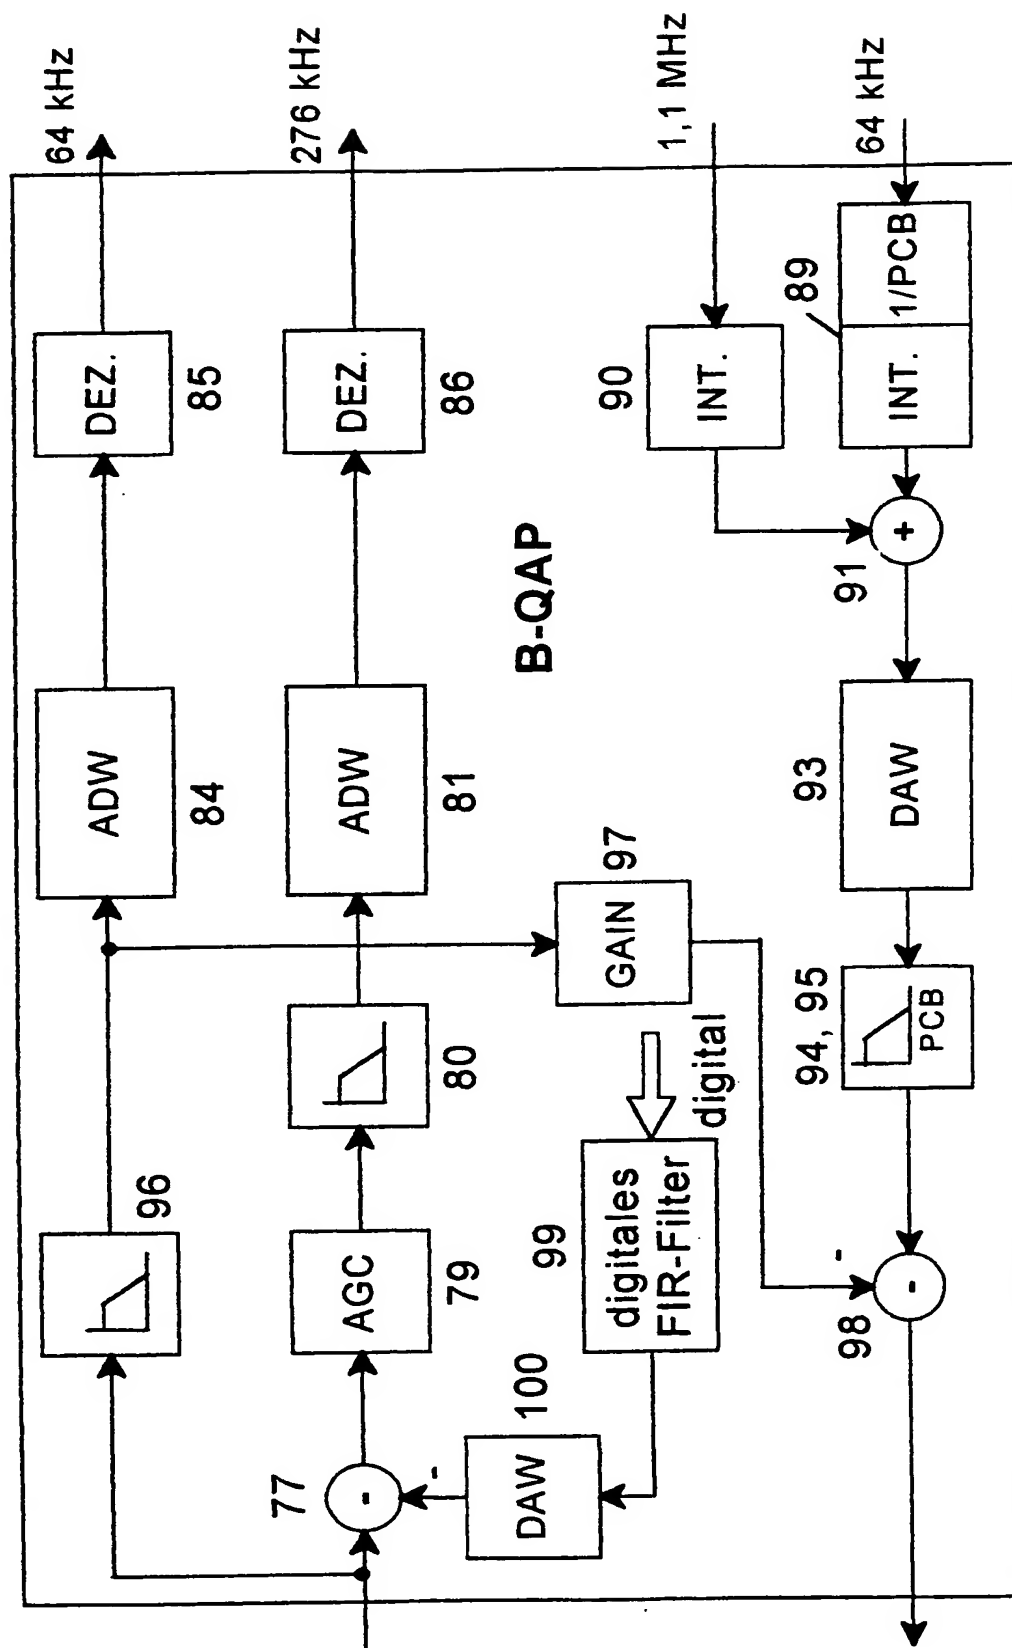 96
ADW
84
DEZ.
85
64 kHz
77
-
AGC
79
80
ADW
81
DEZ.
86
276 kHz
-
DAW
100
digitales
FIR-Filter
99
digital
GAIN
97
B-QAP
INT.
90
1,1 MHz
98
-
-
PCB
94, 95
DAW
93
+
91
INT.
1/PCB
89
64 kHz